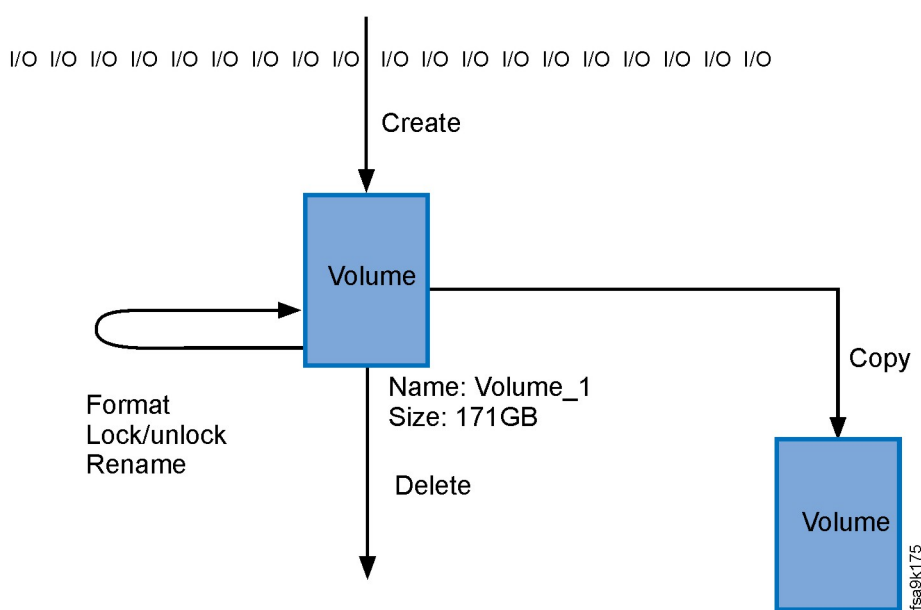 I/O I/O I/O I/O I/O I/O I/O I/O I/O I/O I/O I/O I/O I/O I/O I/O I/O I/O I/O
Create
Volume
Copy
Name: Volume_1
Size: 171GB
Format
Lock/unlock
Rename
Delete
Volume
fsa9k175